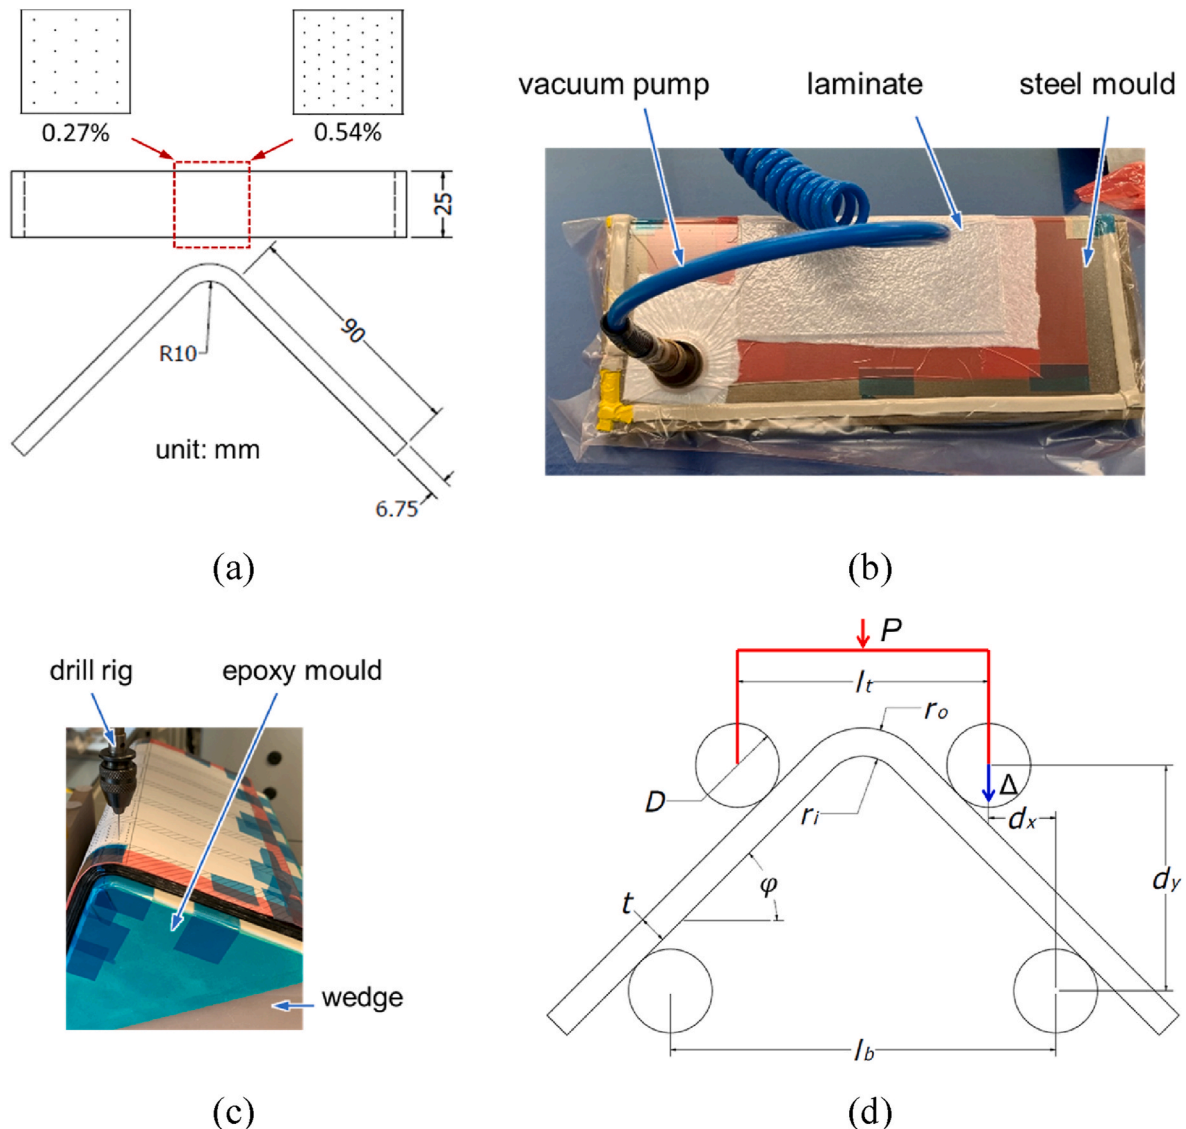 0.27%
0.54%
25
90
R10
unit: mm
6.75
(a)
vacuum pump
laminate
steel mould
(b)
drill rig
epoxy mould
wedge
(c)
P
lt
ro
D
Δ
ri
dx
dy
φ
t
lb
(d)